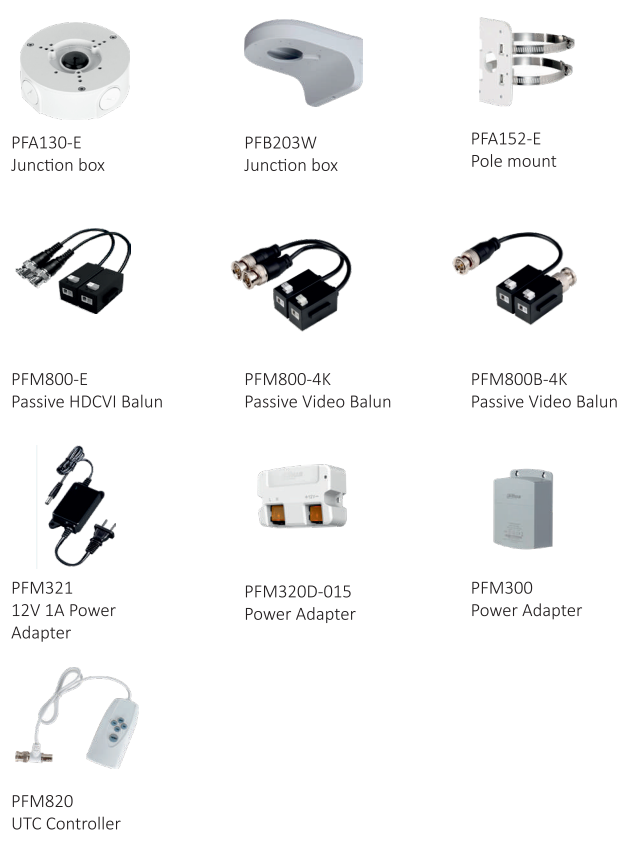 PFA130-E
Junction box
PFB203W
Junction box
PFA152-E
Pole mount
PFM800-E
Passive HDCVI Balun
PFM800-4K
Passive Video Balun
PFM800B-4K
Passive Video Balun
PFM321
12V 1A Power
Adapter
PFM320D-015
Power Adapter
alhua
PFM300
Power Adapter
PFM820
UTC Controller